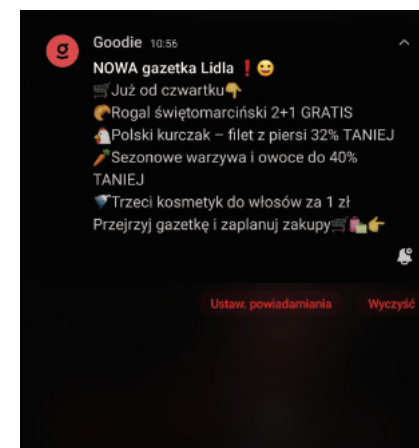 g
Goodie 10:56
NOWA gazetka Lidla ❗😀
🛒Już od czwartku👇
🥐Rogal świętomarciński 2+1 GRATIS
🐔Polski kurczak – filet z piersi 32% TANIEJ
🥕Sezonowe warzywa i owoce do 40%
TANIEJ
💎Trzeci kosmetyk do włosów za 1 zł
Przejrzyj gazetkę i zaplanuj zakupy🛒🛍️👉
Ustaw. powiadamiania Wyczyść